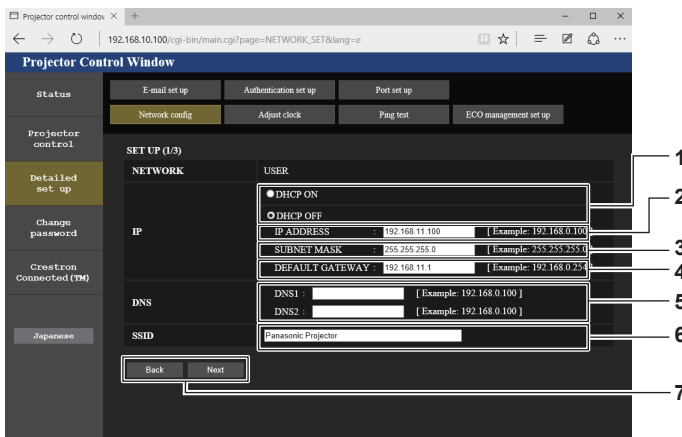 Projector control window
192.168.10.100/cgi-bin/main.cgi?page=NETWORK_SET&lang=e
Projector Control Window
Status
Projector
control
Detailed
set up
Change
password
Crestron
Connected(TM)
Japanese
E-mail set up Authentication set up Port set up
Network config Adjust clock Ping test ECO management set up
SET UP (1/3)
NETWORK USER
IP
DHCP ON
DHCP OFF
IP ADDRESS : 192.168.11.100 [ Example: 192.168.0.100 ]
SUBNET MASK : 255.255.255.0 [ Example: 255.255.255.0 ]
DEFAULT GATEWAY : 192.168.11.1 [ Example: 192.168.0.254 ]
DNS
DNS1 : [ Example: 192.168.0.100 ]
DNS2 : [ Example: 192.168.0.100 ]
SSID Panasonic Projector
Back Next
1
2
3
4
5
6
7